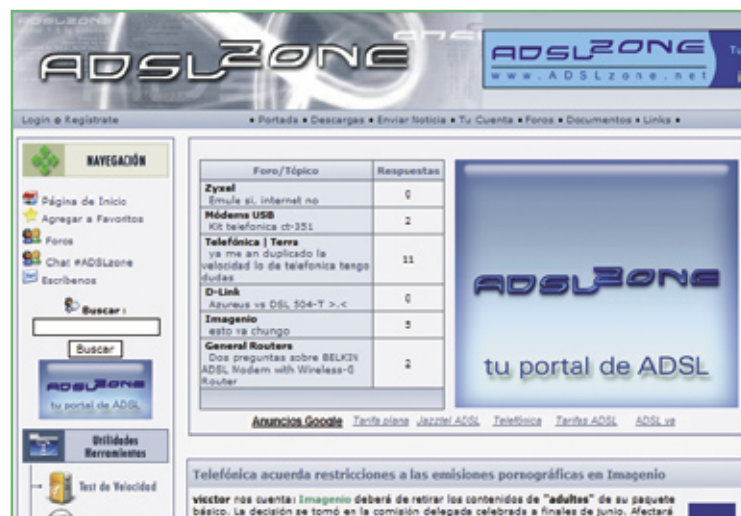 ADSLZONE
ADSLZONE
www.ADSLzone.net
Tu
Login o Regístrate
• Portada • Descargas • Enviar Noticia • Tu Cuenta • Foros • Documentos • Links •
NAVEGACIÓN
Página de Inicio
Agregar a Favoritos
Foros
Chat #ADSLzone
Escríbenos
Buscar:
Buscar
ADSLZONE
tu portal de ADSL
Utilidades
Herramientas
Test de Velocidad
Foro/Tópico Respuestas
Zyxel
Emule si, internet no 0
Módems USB
Kit telefonica ct-351 2
Telefónica | Terra
ya me an duplicado la
velocidad lo de telefonica tengo
dudas 11
D-Link
Azureus vs DSL 504-T >.< 0
Imagenio
esto va chungo 5
General Routers
Dos preguntas sobre BELKIN
ADSL Modem with Wireless-G
Router 2
ADSLZONE
tu portal de ADSL
Anuncios Google Tarifa plana Jazztel ADSL Telefónica Tarifas ADSL ADSL ya
Telefónica acuerda restricciones a las emisiones pornográficas en Imagenio
viccter nos cuenta: Imagenio deberá de retirar los contenidos de "adultos" de su paquete
básico. La decisión se tomó en la comisión delegada celebrada a finales de junio. Afectará